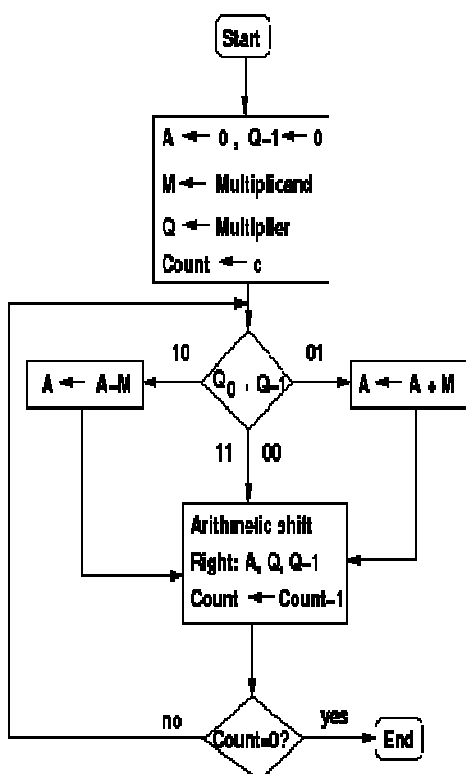 Start
A ← 0 , Q-1 ← 0
M ← Multiplicand
Q ← Multiplier
Count ← c
10
01
A ← A-M
Q0 , Q-1
A ← A + M
11 00
Arithmetic shift
Right: A, Q, Q-1
Count ← Count-1
no
yes
Count=0?
End